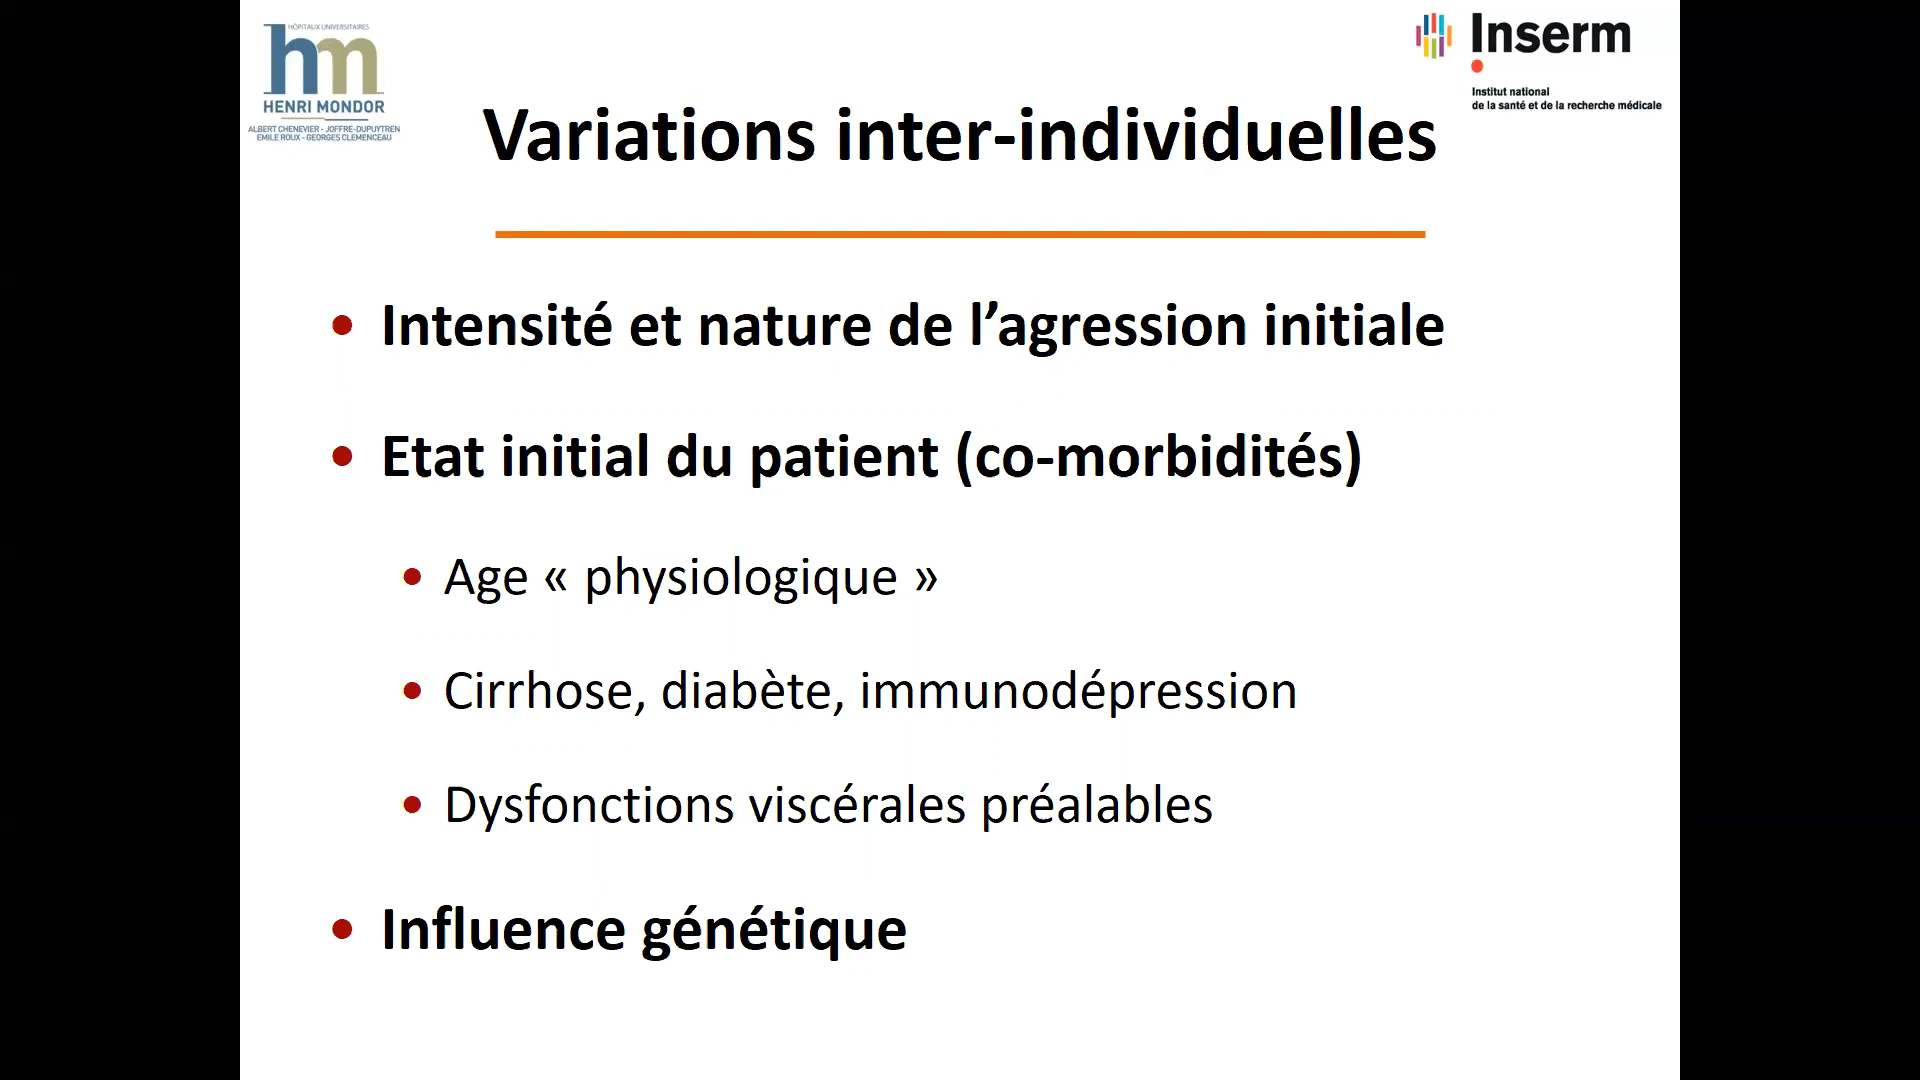 HÔPITAUX UNIVERSITAIRES
hm
HENRI MONDOR
ALBERT CHENEVIER - JOFFRE-DUPUYTREN
EMILE ROUX - GEORGES CLEMENCEAU
Inserm
Institut national
de la santé et de la recherche médicale
Variations inter-individuelles
• Intensité et nature de l’agression initiale
• Etat initial du patient (co-morbidités)
• Age « physiologique »
• Cirrhose, diabète, immunodépression
• Dysfonctions viscérales préalables
• Influence génétique